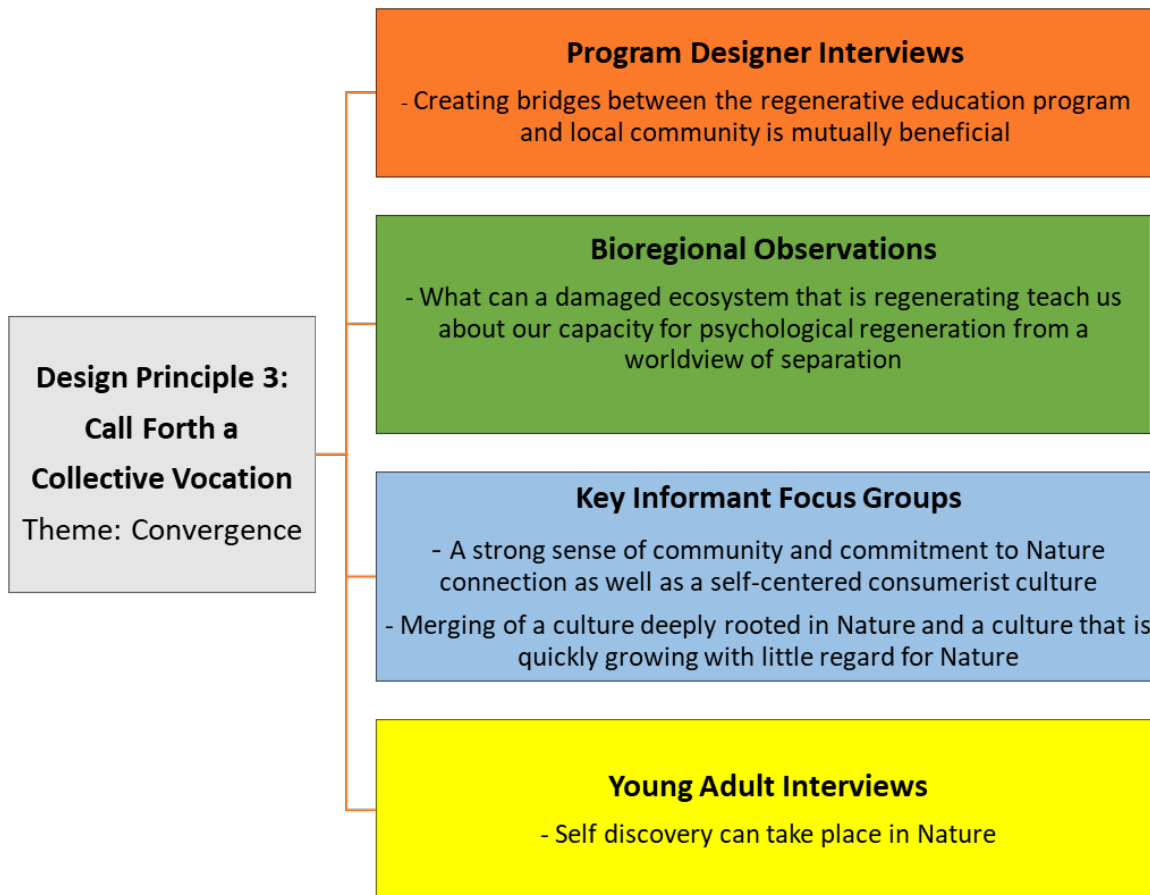 Design Principle 3:
Call Forth a
Collective Vocation
Theme: Convergence
Program Designer Interviews
- Creating bridges between the regenerative education program
and local community is mutually beneficial
Bioregional Observations
- What can a damaged ecosystem that is regenerating teach us
about our capacity for psychological regeneration from a
worldview of separation
Key Informant Focus Groups
- A strong sense of community and commitment to Nature
connection as well as a self-centered consumerist culture
- Merging of a culture deeply rooted in Nature and a culture that is
quickly growing with little regard for Nature
Young Adult Interviews
- Self discovery can take place in Nature